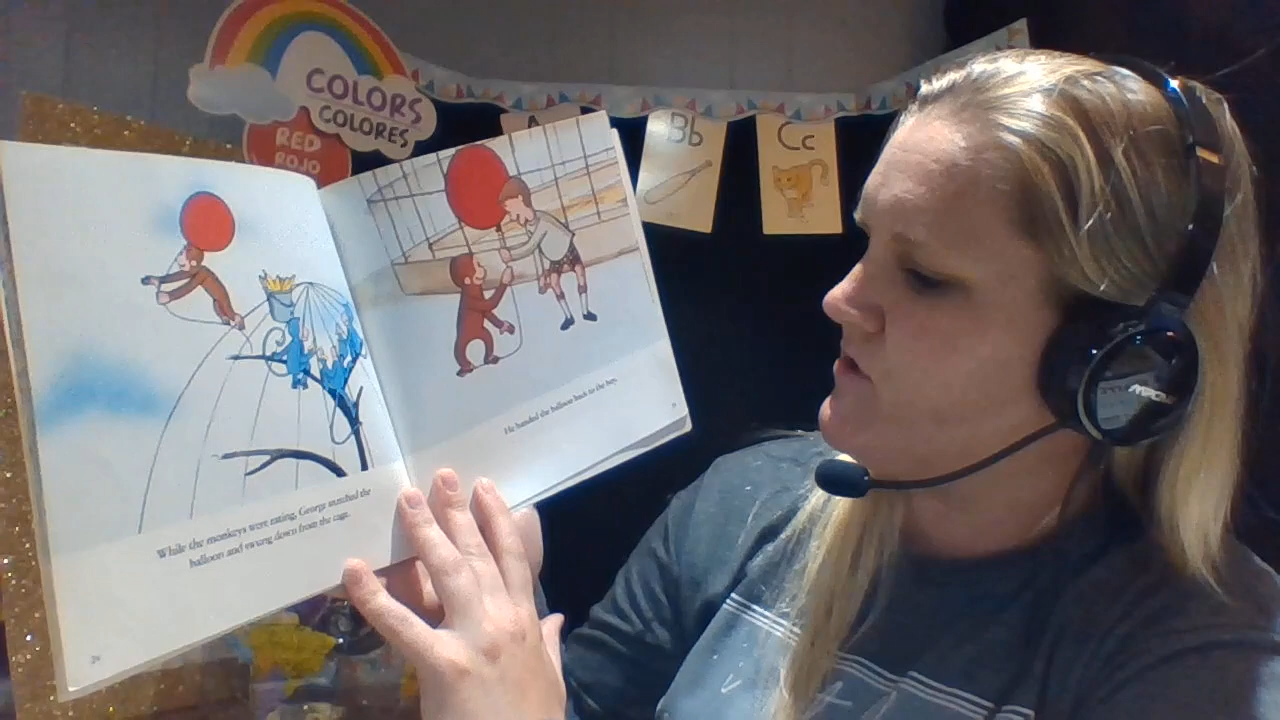 COLORS
COLORES
RED
ROJO
A
Bb
Cc
While the monkeys were eating, George snatched the
balloon and swung down from the cage.
He handed the balloon back to the boy.